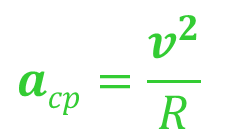 a_cp = v²/R